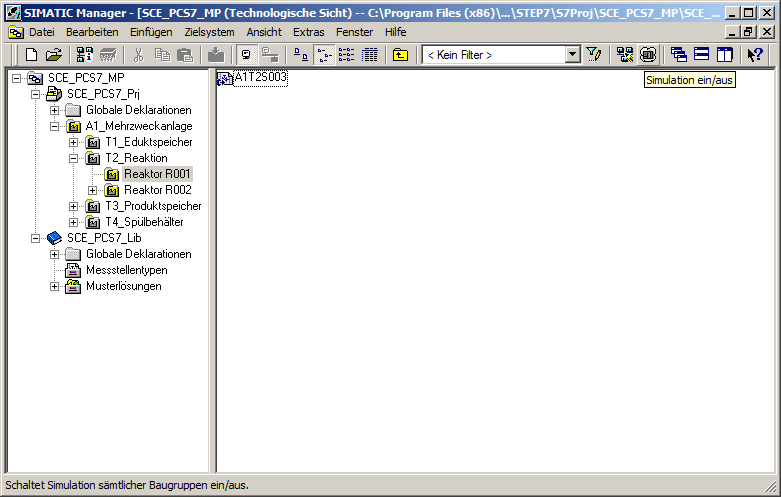 SIMATIC Manager - [SCE_PCS7_MP (Technologische Sicht) -- C:\Program Files (x86)\...\STEP7\S7Proj\SCE_PCS7_MP\SCE_...
Datei Bearbeiten Einfügen Zielsystem Ansicht Extras Fenster Hilfe
< Kein Filter >
Simulation ein/aus
SCE_PCS7_MP
SCE_PCS7_Prj
Globale Deklarationen
A1_Mehrzweckanlage
T1_Eduktspeicher
T2_Reaktion
Reaktor R001
Reaktor R002
T3_Produktspeicher
T4_Spülbehälter
SCE_PCS7_Lib
Globale Deklarationen
Messstellentypen
Musterlösungen
A1T2S003
Schaltet Simulation sämtlicher Baugruppen ein/aus.